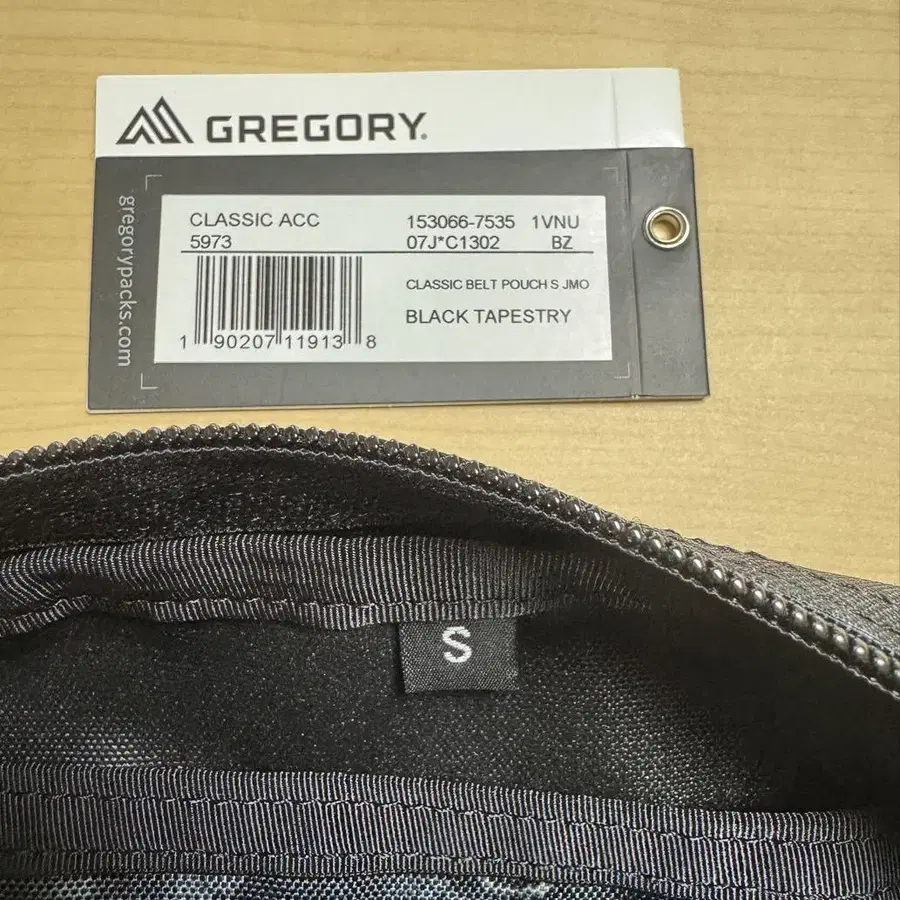 GREGORY.
gregorypacks.com
CLASSIC ACC 153066-7535 1VNU
5973 07J*C1302 BZ
CLASSIC BELT POUCH S JMO
BLACK TAPESTRY
1 90207 11913 8
S